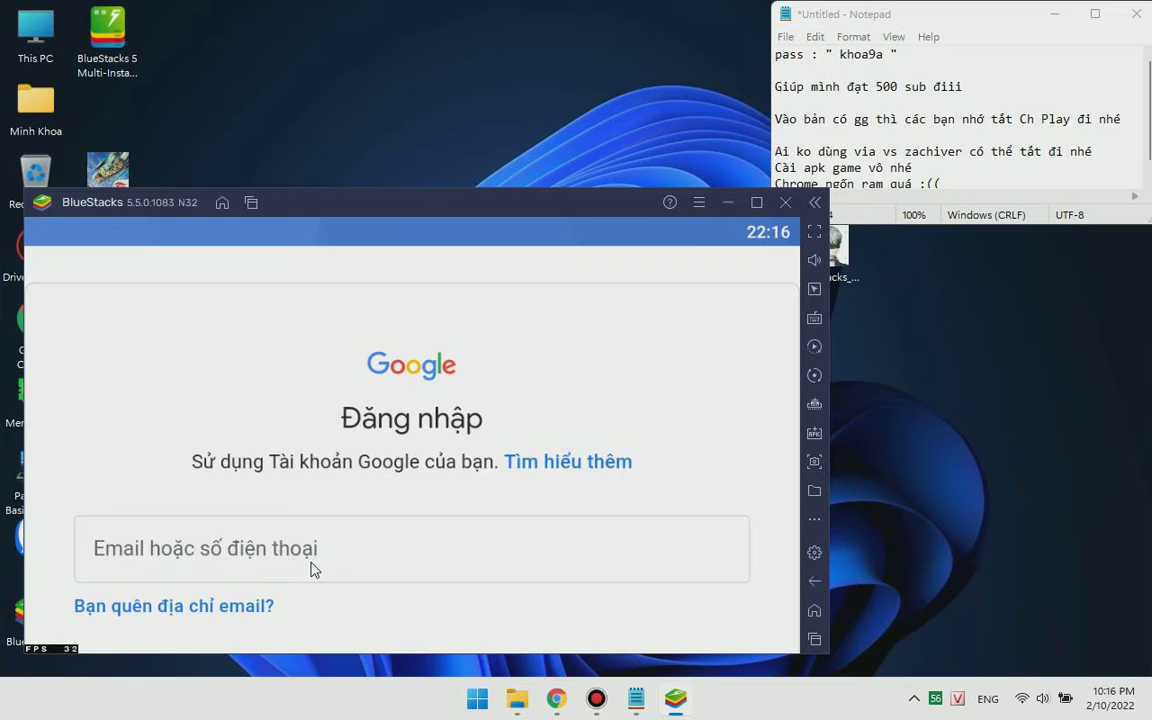 This PC
BlueStacks 5
Multi-Insta...
Minh Khoa
*Untitled - Notepad
File Edit Format View Help
pass : " khoa9a "
Giúp mình đạt 500 sub điii
Vào bản có gg thì các bạn nhớ tắt Ch Play đi nhé
Ai ko dùng via vs zachiver có thể tắt đi nhé
Cài apk game vô nhé
Chrome ngốn ram quá :((
100% Windows (CRLF) UTF-8
BlueStacks 5.5.0.1083 N32
22:16
Google
Đăng nhập
Sử dụng Tài khoản Google của bạn. Tìm hiểu thêm
Email hoặc số điện thoại
Bạn quên địa chỉ email?
FPS 32
56 V ENG
10:16 PM
2/10/2022